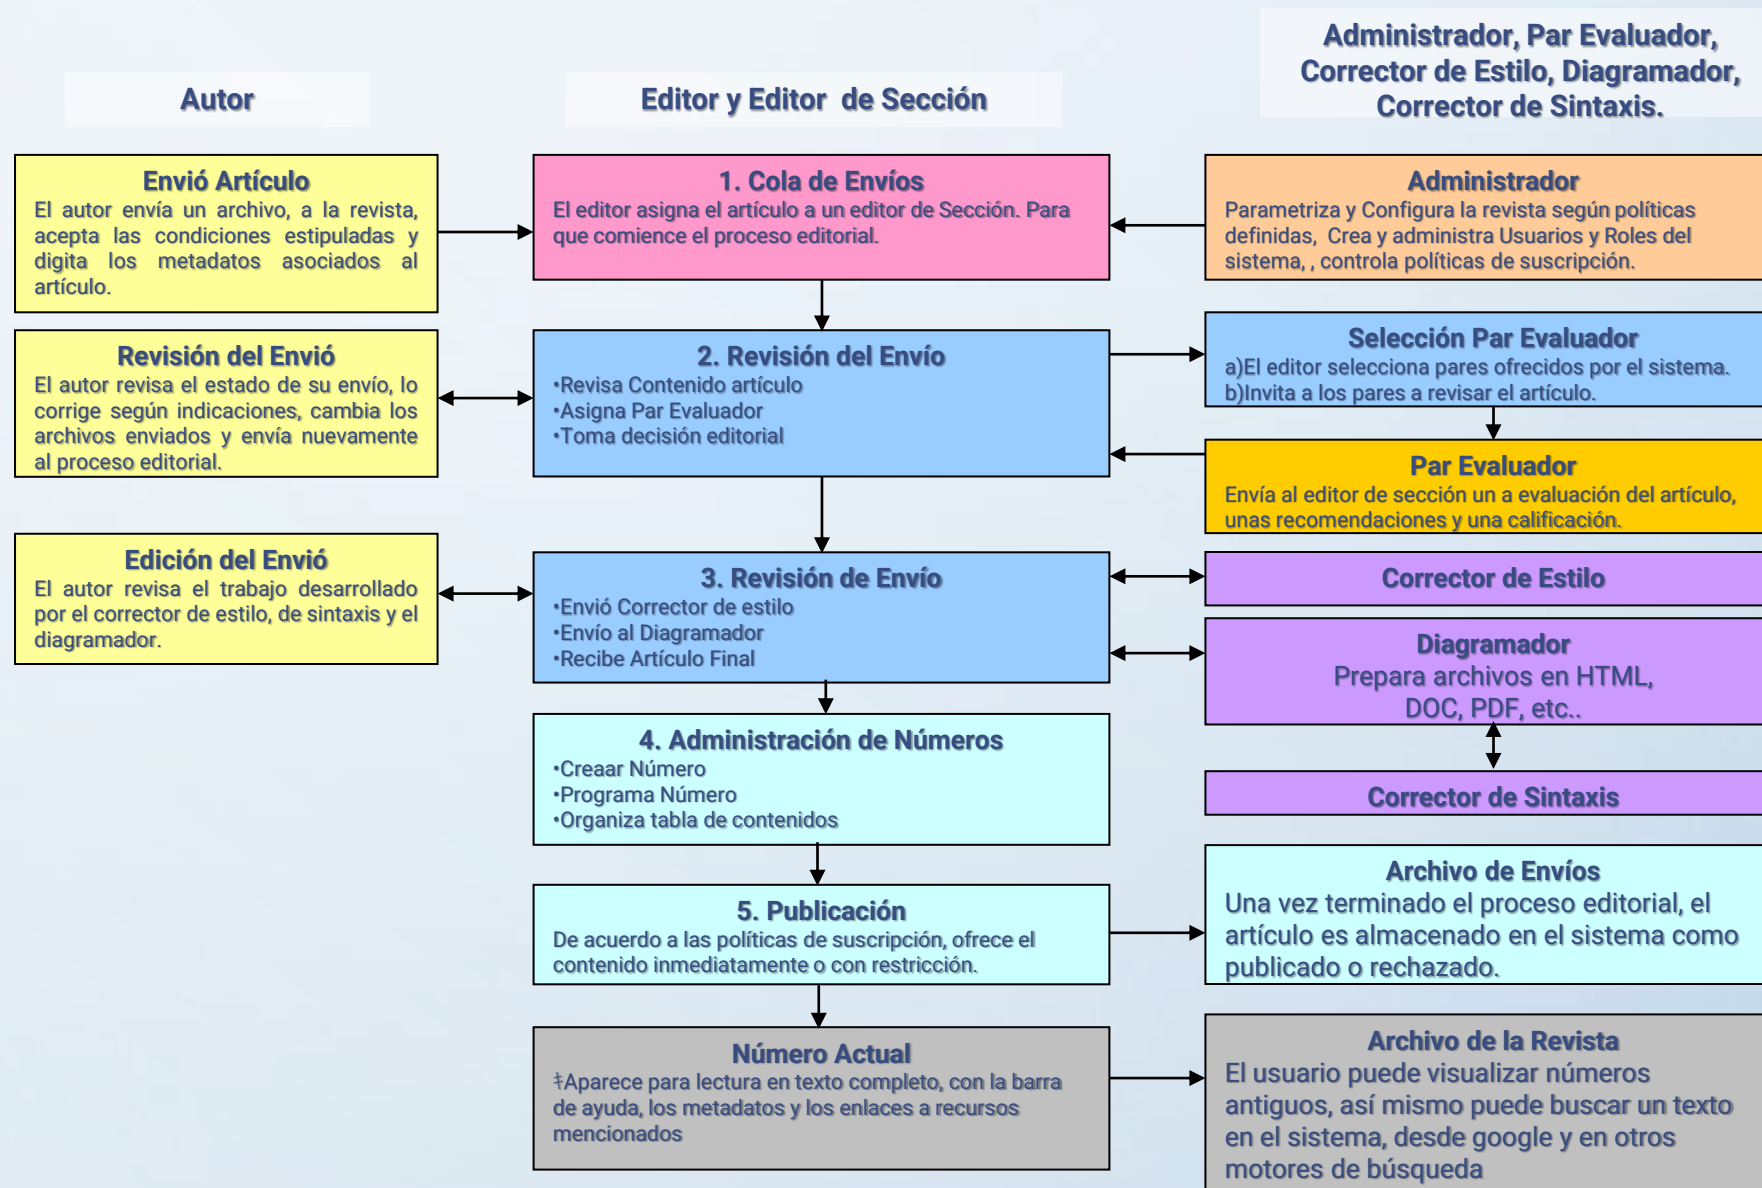 Autor
Editor y Editor  de Sección
Administrador, Par Evaluador,
Corrector de Estilo, Diagramador,
Corrector de Sintaxis.
Envió Artículo
El autor envía un archivo, a la revista,
acepta las condiciones estipuladas y
digita los metadatos asociados al
artículo.
1. Cola de Envíos
El editor asigna el artículo a un editor de Sección. Para
que comience el proceso editorial.
Administrador
Parametriza y Configura la revista según políticas
definidas,  Crea y administra Usuarios y Roles del
sistema, , controla políticas de suscripción.
Revisión del Envió
El autor revisa el estado de su envío, lo
corrige según indicaciones, cambia los
archivos enviados y envía nuevamente
al proceso editorial.
2. Revisión del Envío
•Revisa Contenido artículo
•Asigna Par Evaluador
•Toma decisión editorial
Selección Par Evaluador
a)El editor selecciona pares ofrecidos por el sistema.
b)Invita a los pares a revisar el artículo.
Par Evaluador
Envía al editor de sección un a evaluación del artículo,
unas recomendaciones y una calificación.
Edición del Envió
El autor revisa el trabajo desarrollado
por el corrector de estilo, de sintaxis y el
diagramador.
3. Revisión de Envío
•Envió Corrector de estilo
•Envío al Diagramador
•Recibe Artículo Final
Corrector de Estilo
Diagramador
Prepara archivos en HTML,
DOC, PDF, etc..
Corrector de Sintaxis
4. Administración de Números
•Creaar Número
•Programa Número
•Organiza tabla de contenidos
5. Publicación
De acuerdo a las políticas de suscripción, ofrece el
contenido inmediatamente o con restricción.
Archivo de Envíos
Una vez terminado el proceso editorial, el
artículo es almacenado en el sistema como
publicado o rechazado.
Número Actual
Aparece para lectura en texto completo, con la barra
de ayuda, los metadatos y los enlaces a recursos
mencionados
Archivo de la Revista
El usuario puede visualizar números
antiguos, así mismo puede buscar un texto
en el sistema, desde google y en otros
motores de búsqueda